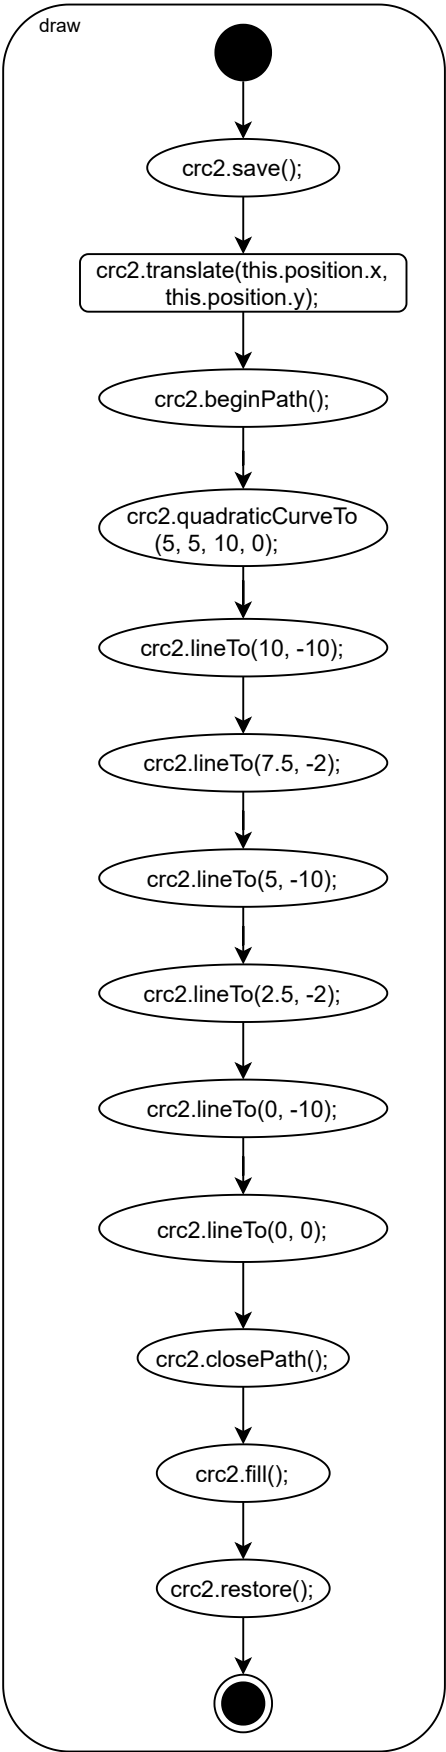 draw
crc2.save();
crc2.translate(this.position.x,
this.position.y);
crc2.beginPath();
crc2.quadraticCurveTo
(5, 5, 10, 0);
crc2.lineTo(10, -10);
crc2.lineTo(7.5, -2);
crc2.lineTo(5, -10);
crc2.lineTo(2.5, -2);
crc2.lineTo(0, -10);
crc2.lineTo(0, 0);
crc2.closePath();
crc2.fill();
crc2.restore();